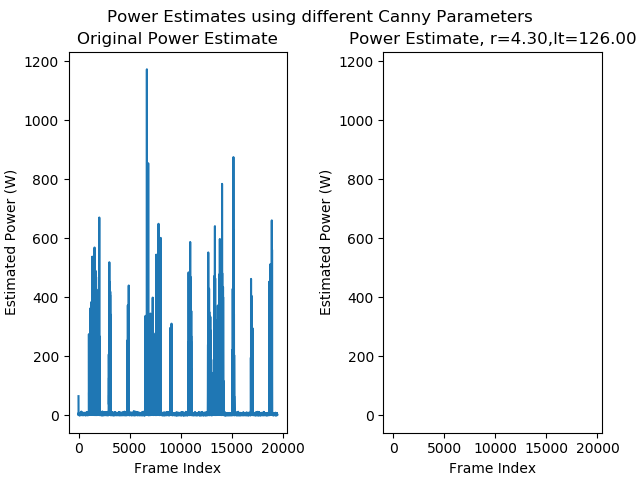 Power Estimates using different Canny Parameters
Original Power Estimate
1200
1000
800
600
400
200
0
Estimated Power (W)
0 5000 10000 15000 20000
Frame Index
Power Estimate, r=4.30,lt=126.00
1200
1000
800
600
400
200
0
Estimated Power (W)
0 5000 10000 15000 20000
Frame Index